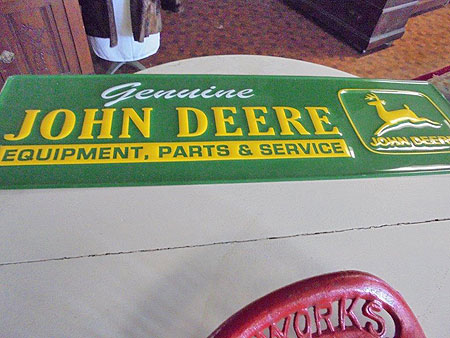 Genuine
JOHN DEERE
EQUIPMENT, PARTS & SERVICE
JOHN DEERE
WORKS